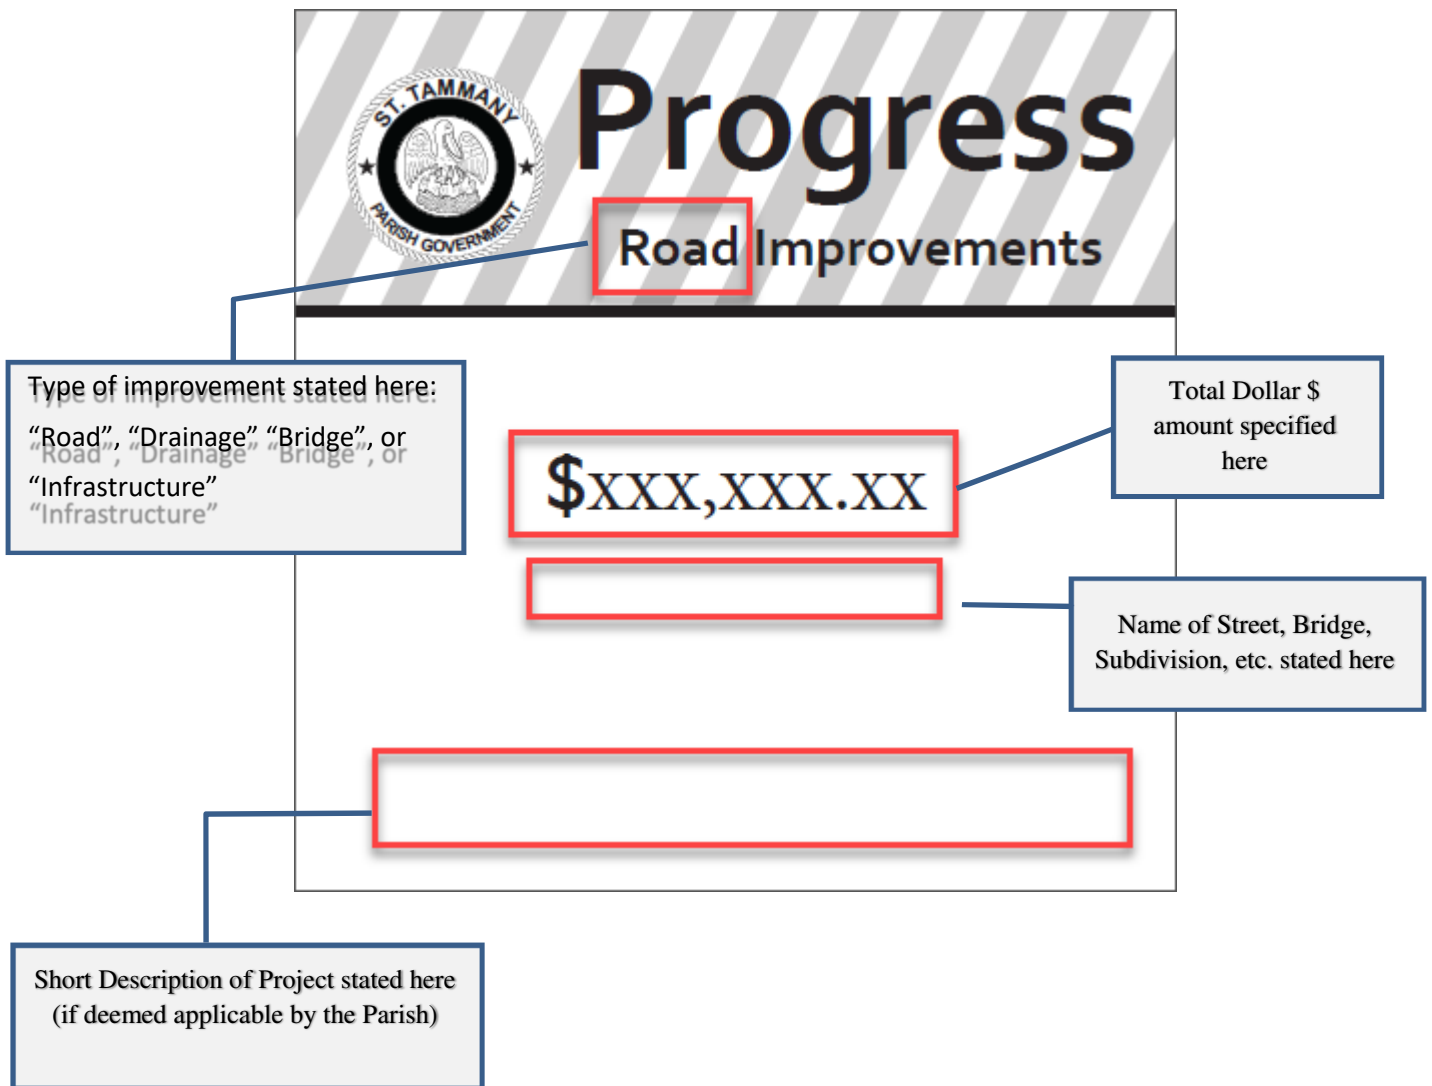 ST. TAMMANY
PARISH GOVERNMENT
Progress
Road Improvements
Type of improvement stated here:
“Road”, “Drainage” “Bridge”, or
“Infrastructure”
Total Dollar $
amount specified
here
$xxx,xxx.xx
Name of Street, Bridge,
Subdivision, etc. stated here
Short Description of Project stated here
(if deemed applicable by the Parish)